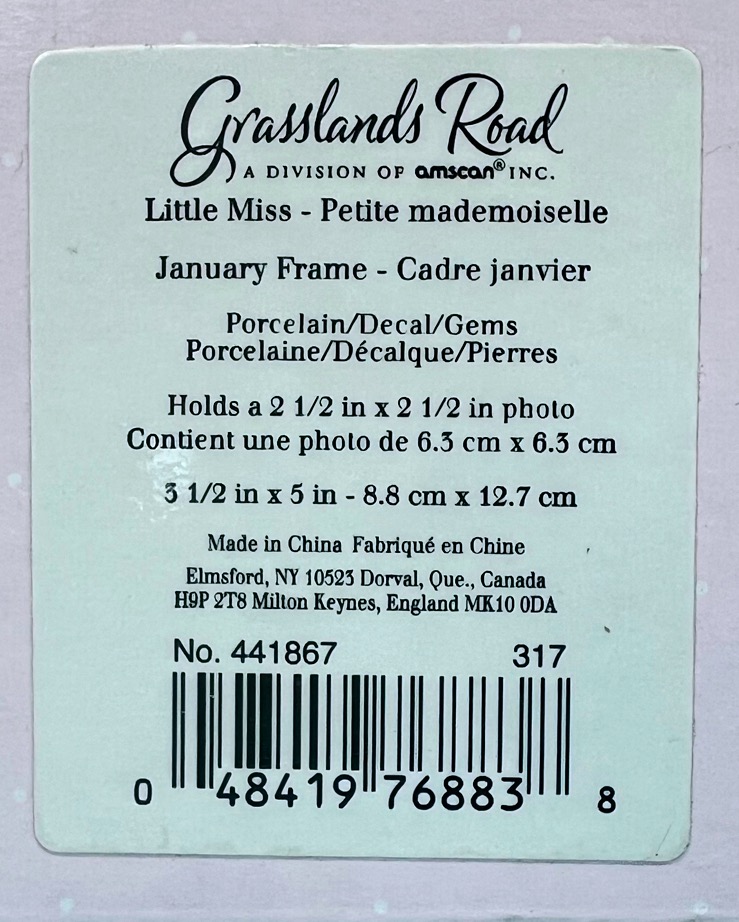 Grasslands Road
A DIVISION OF amscan® INC.
Little Miss - Petite mademoiselle
January Frame - Cadre janvier
Porcelain/Decal/Gems
Porcelaine/Décalque/Pierres
Holds a 2 1/2 in x 2 1/2 in photo
Contient une photo de 6.3 cm x 6.3 cm
3 1/2 in x 5 in - 8.8 cm x 12.7 cm
Made in China Fabriqué en Chine
Elmsford, NY 10523 Dorval, Que., Canada
H9P 2T8 Milton Keynes, England MK10 0DA
No. 441867 317
0 48419 76883 8